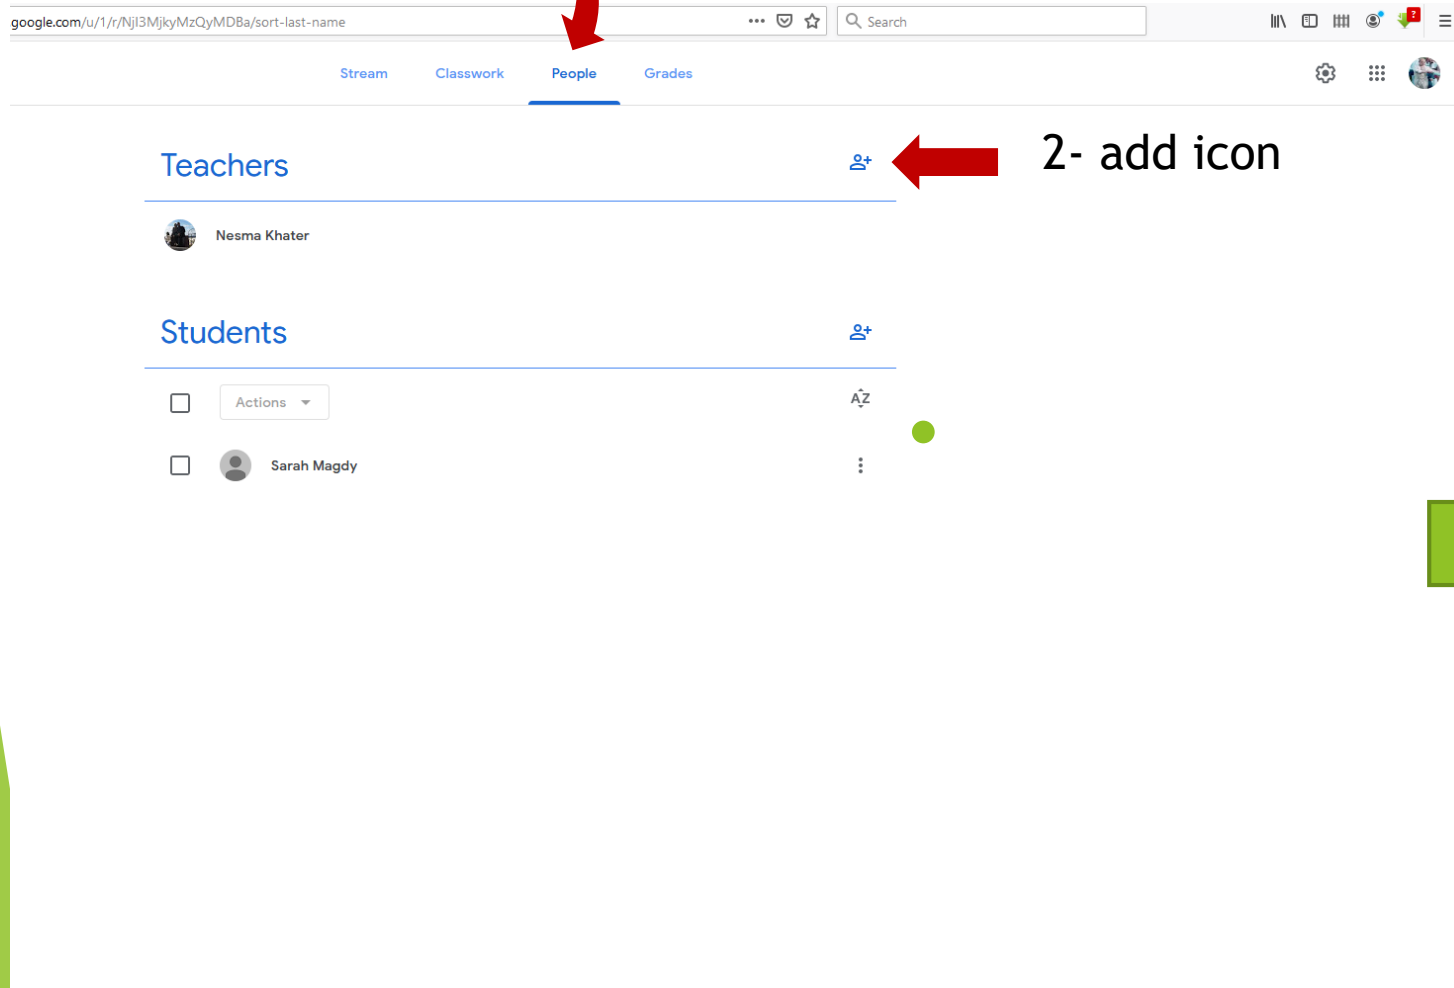 google.com/u/1/r/NjI3MjkyMzQyMDBa/sort-last-name
Search
Stream Classwork People Grades
2- add icon
Teachers
Nesma Khater
Students
Actions
AZ
Sarah Magdy